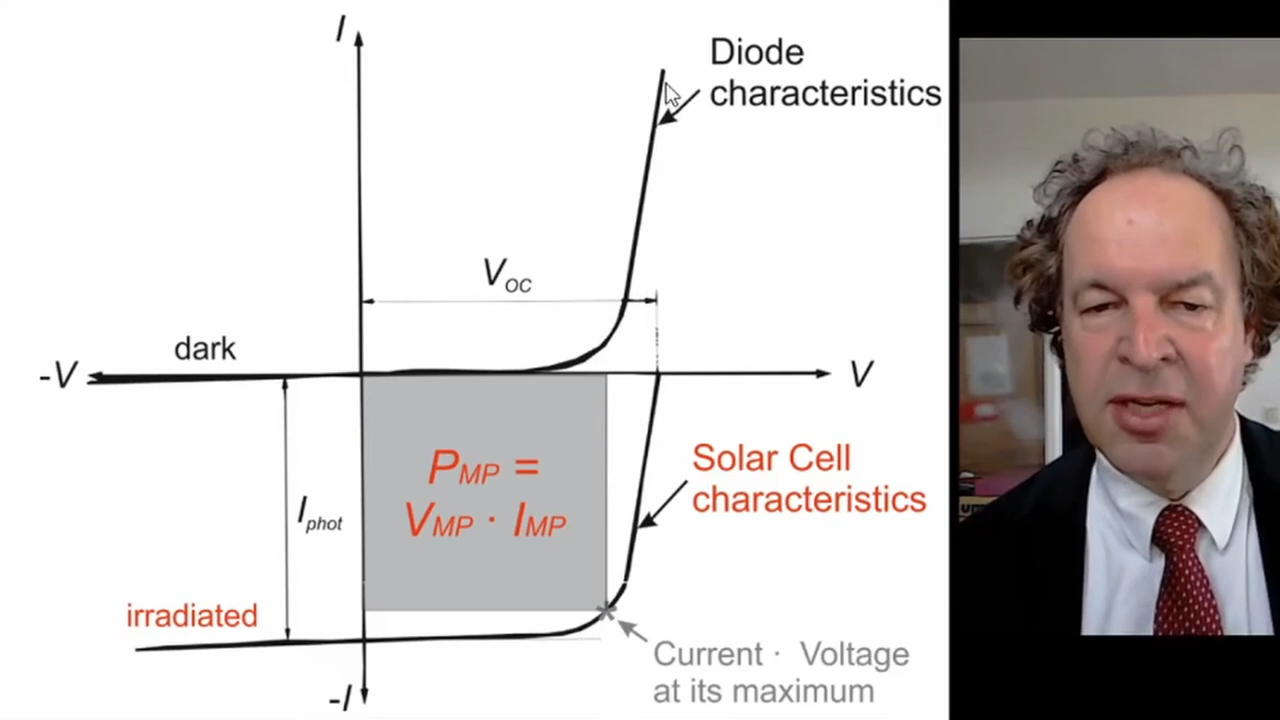 I
Diode
characteristics
V_OC
dark
-V
V
P_MP =
V_MP · I_MP
Solar Cell
characteristics
I_phot
irradiated
Current · Voltage
at its maximum
-I